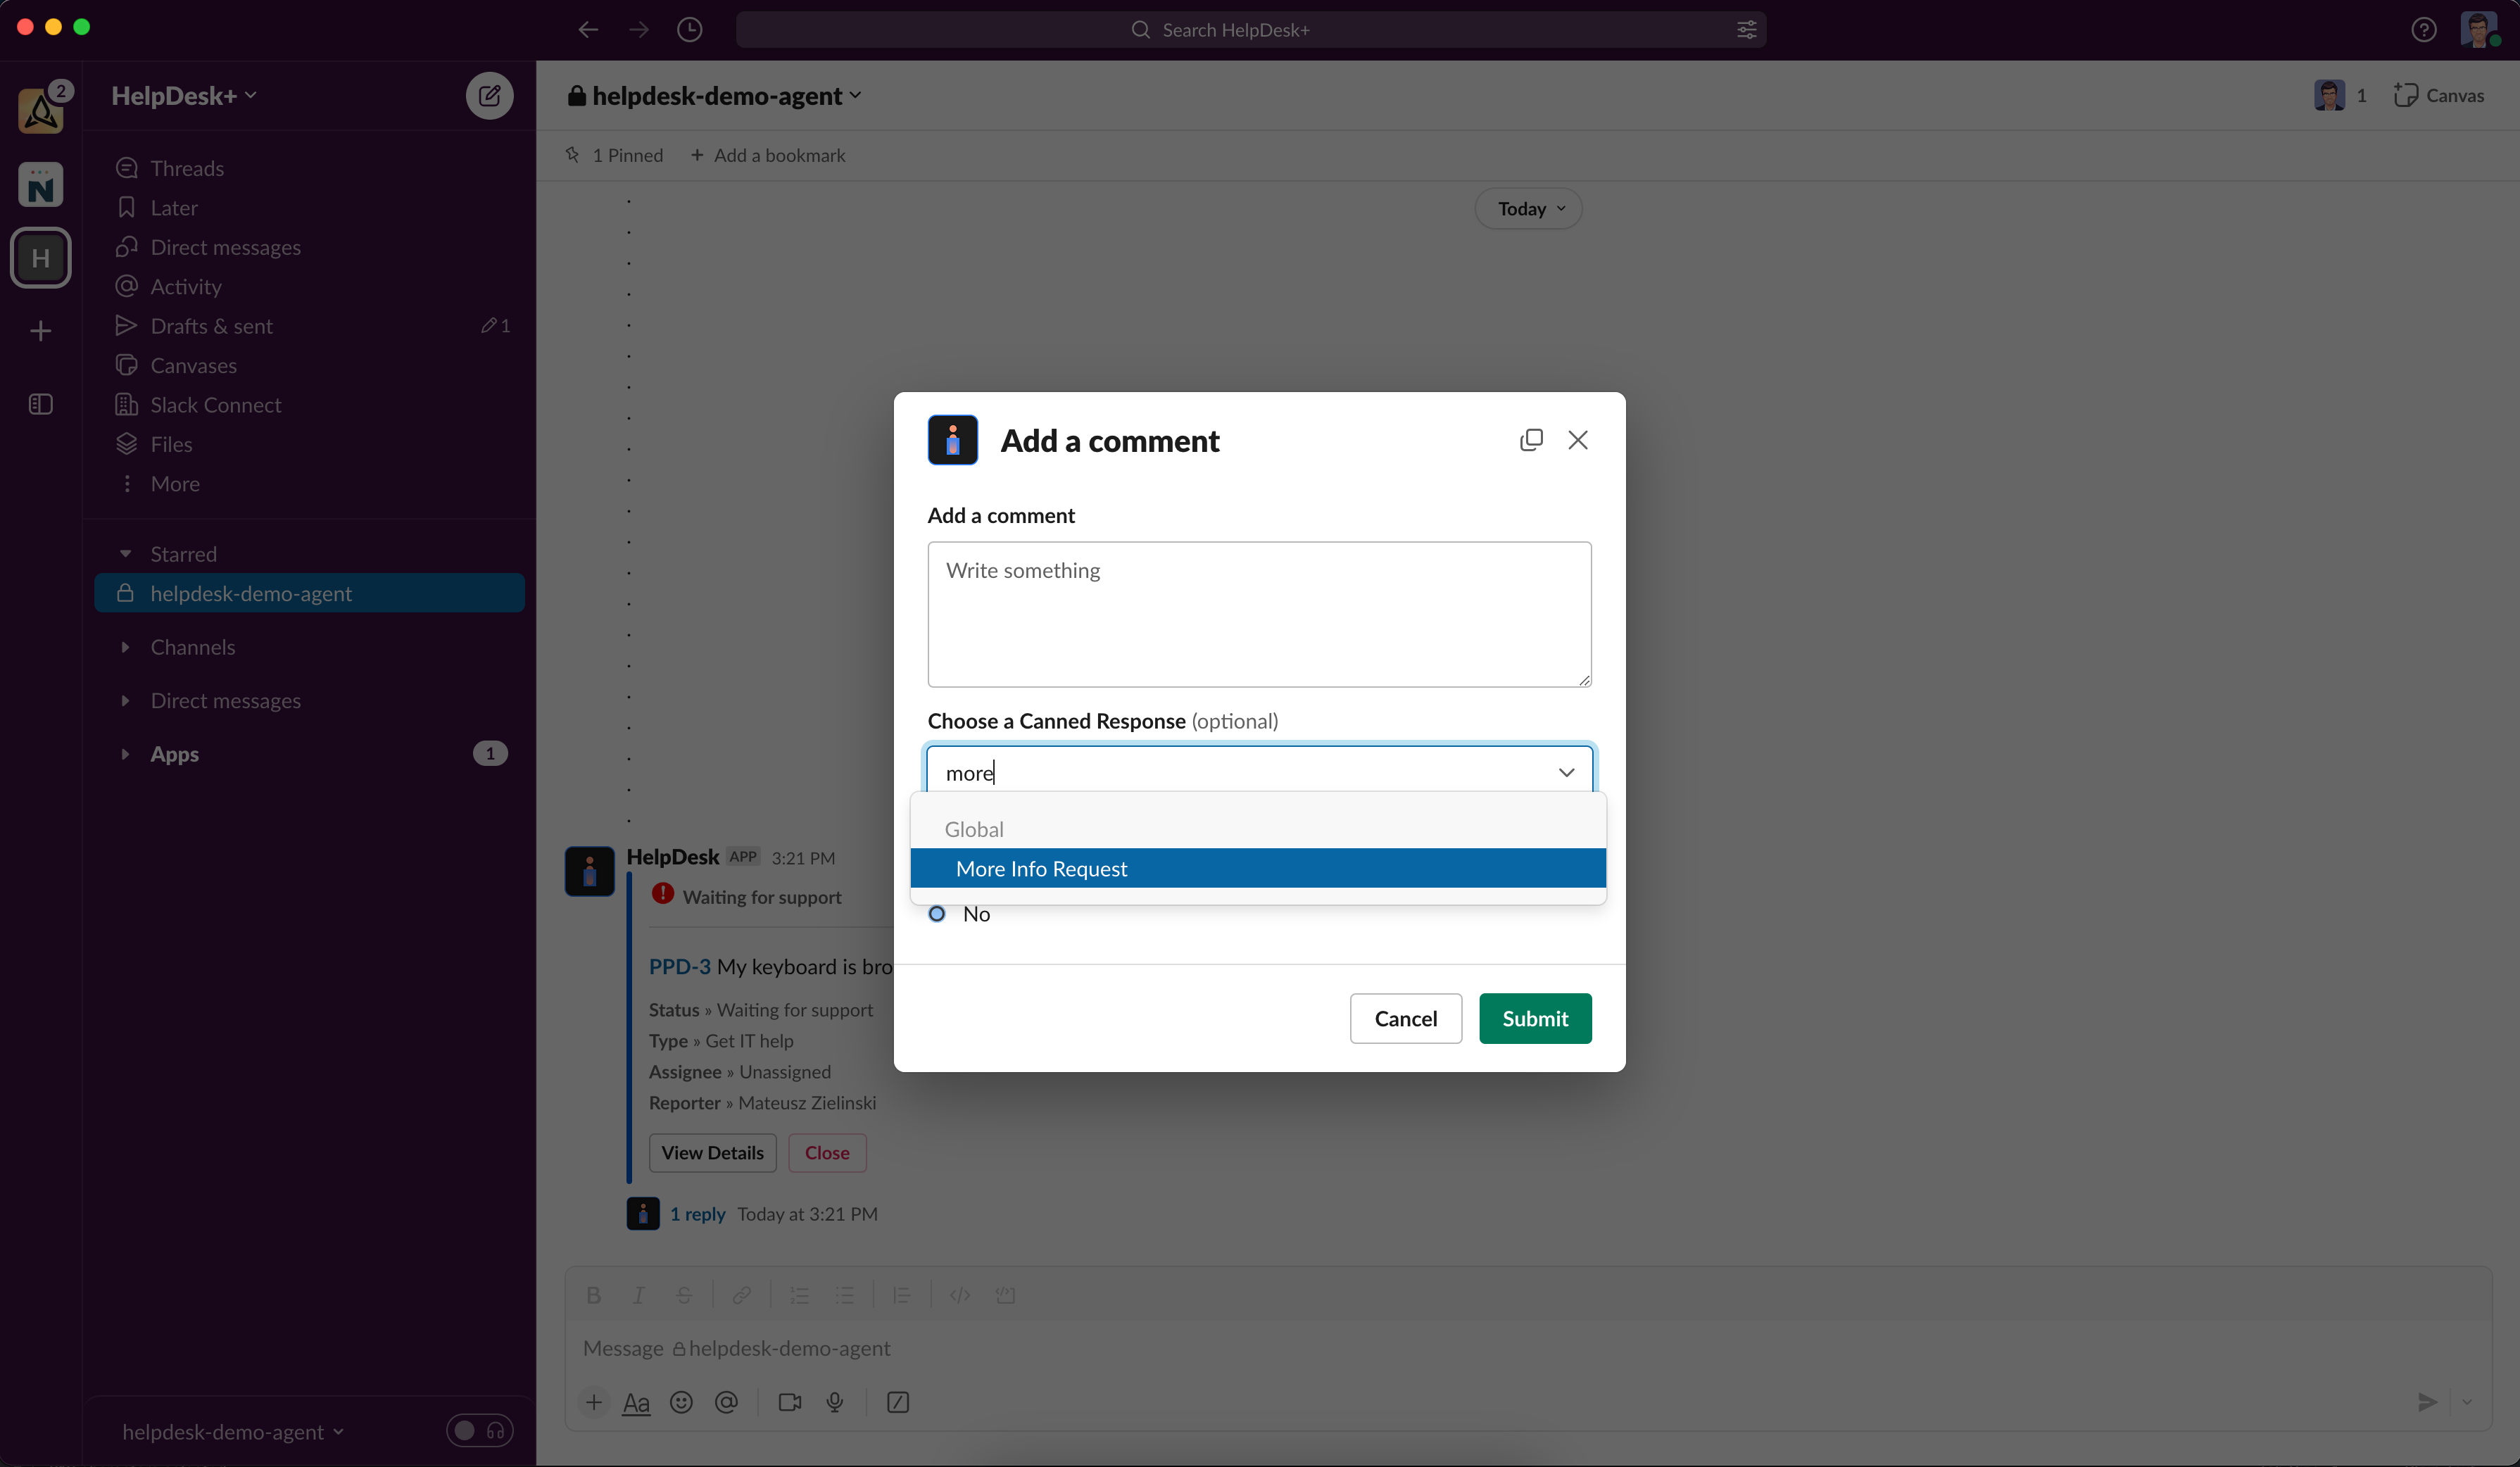 Search HelpDesk+
2
H
HelpDesk+
Threads
Later
Direct messages
Activity
Drafts & sent 1
Canvases
Slack Connect
Files
More
Starred
helpdesk-demo-agent
Channels
Direct messages
Apps 1
helpdesk-demo-agent
helpdesk-demo-agent
1 Canvas
1 Pinned + Add a bookmark
Today
HelpDesk APP 3:21 PM
Waiting for support
PPD-3 My keyboard is bro
Status » Waiting for support
Type » Get IT help
Assignee » Unassigned
Reporter » Mateusz Zielinski
View Details Close
1 reply Today at 3:21 PM
Message helpdesk-demo-agent
Aa
Add a comment
Add a comment
Write something
Choose a Canned Response (optional)
more
Global
More Info Request
No
Cancel Submit